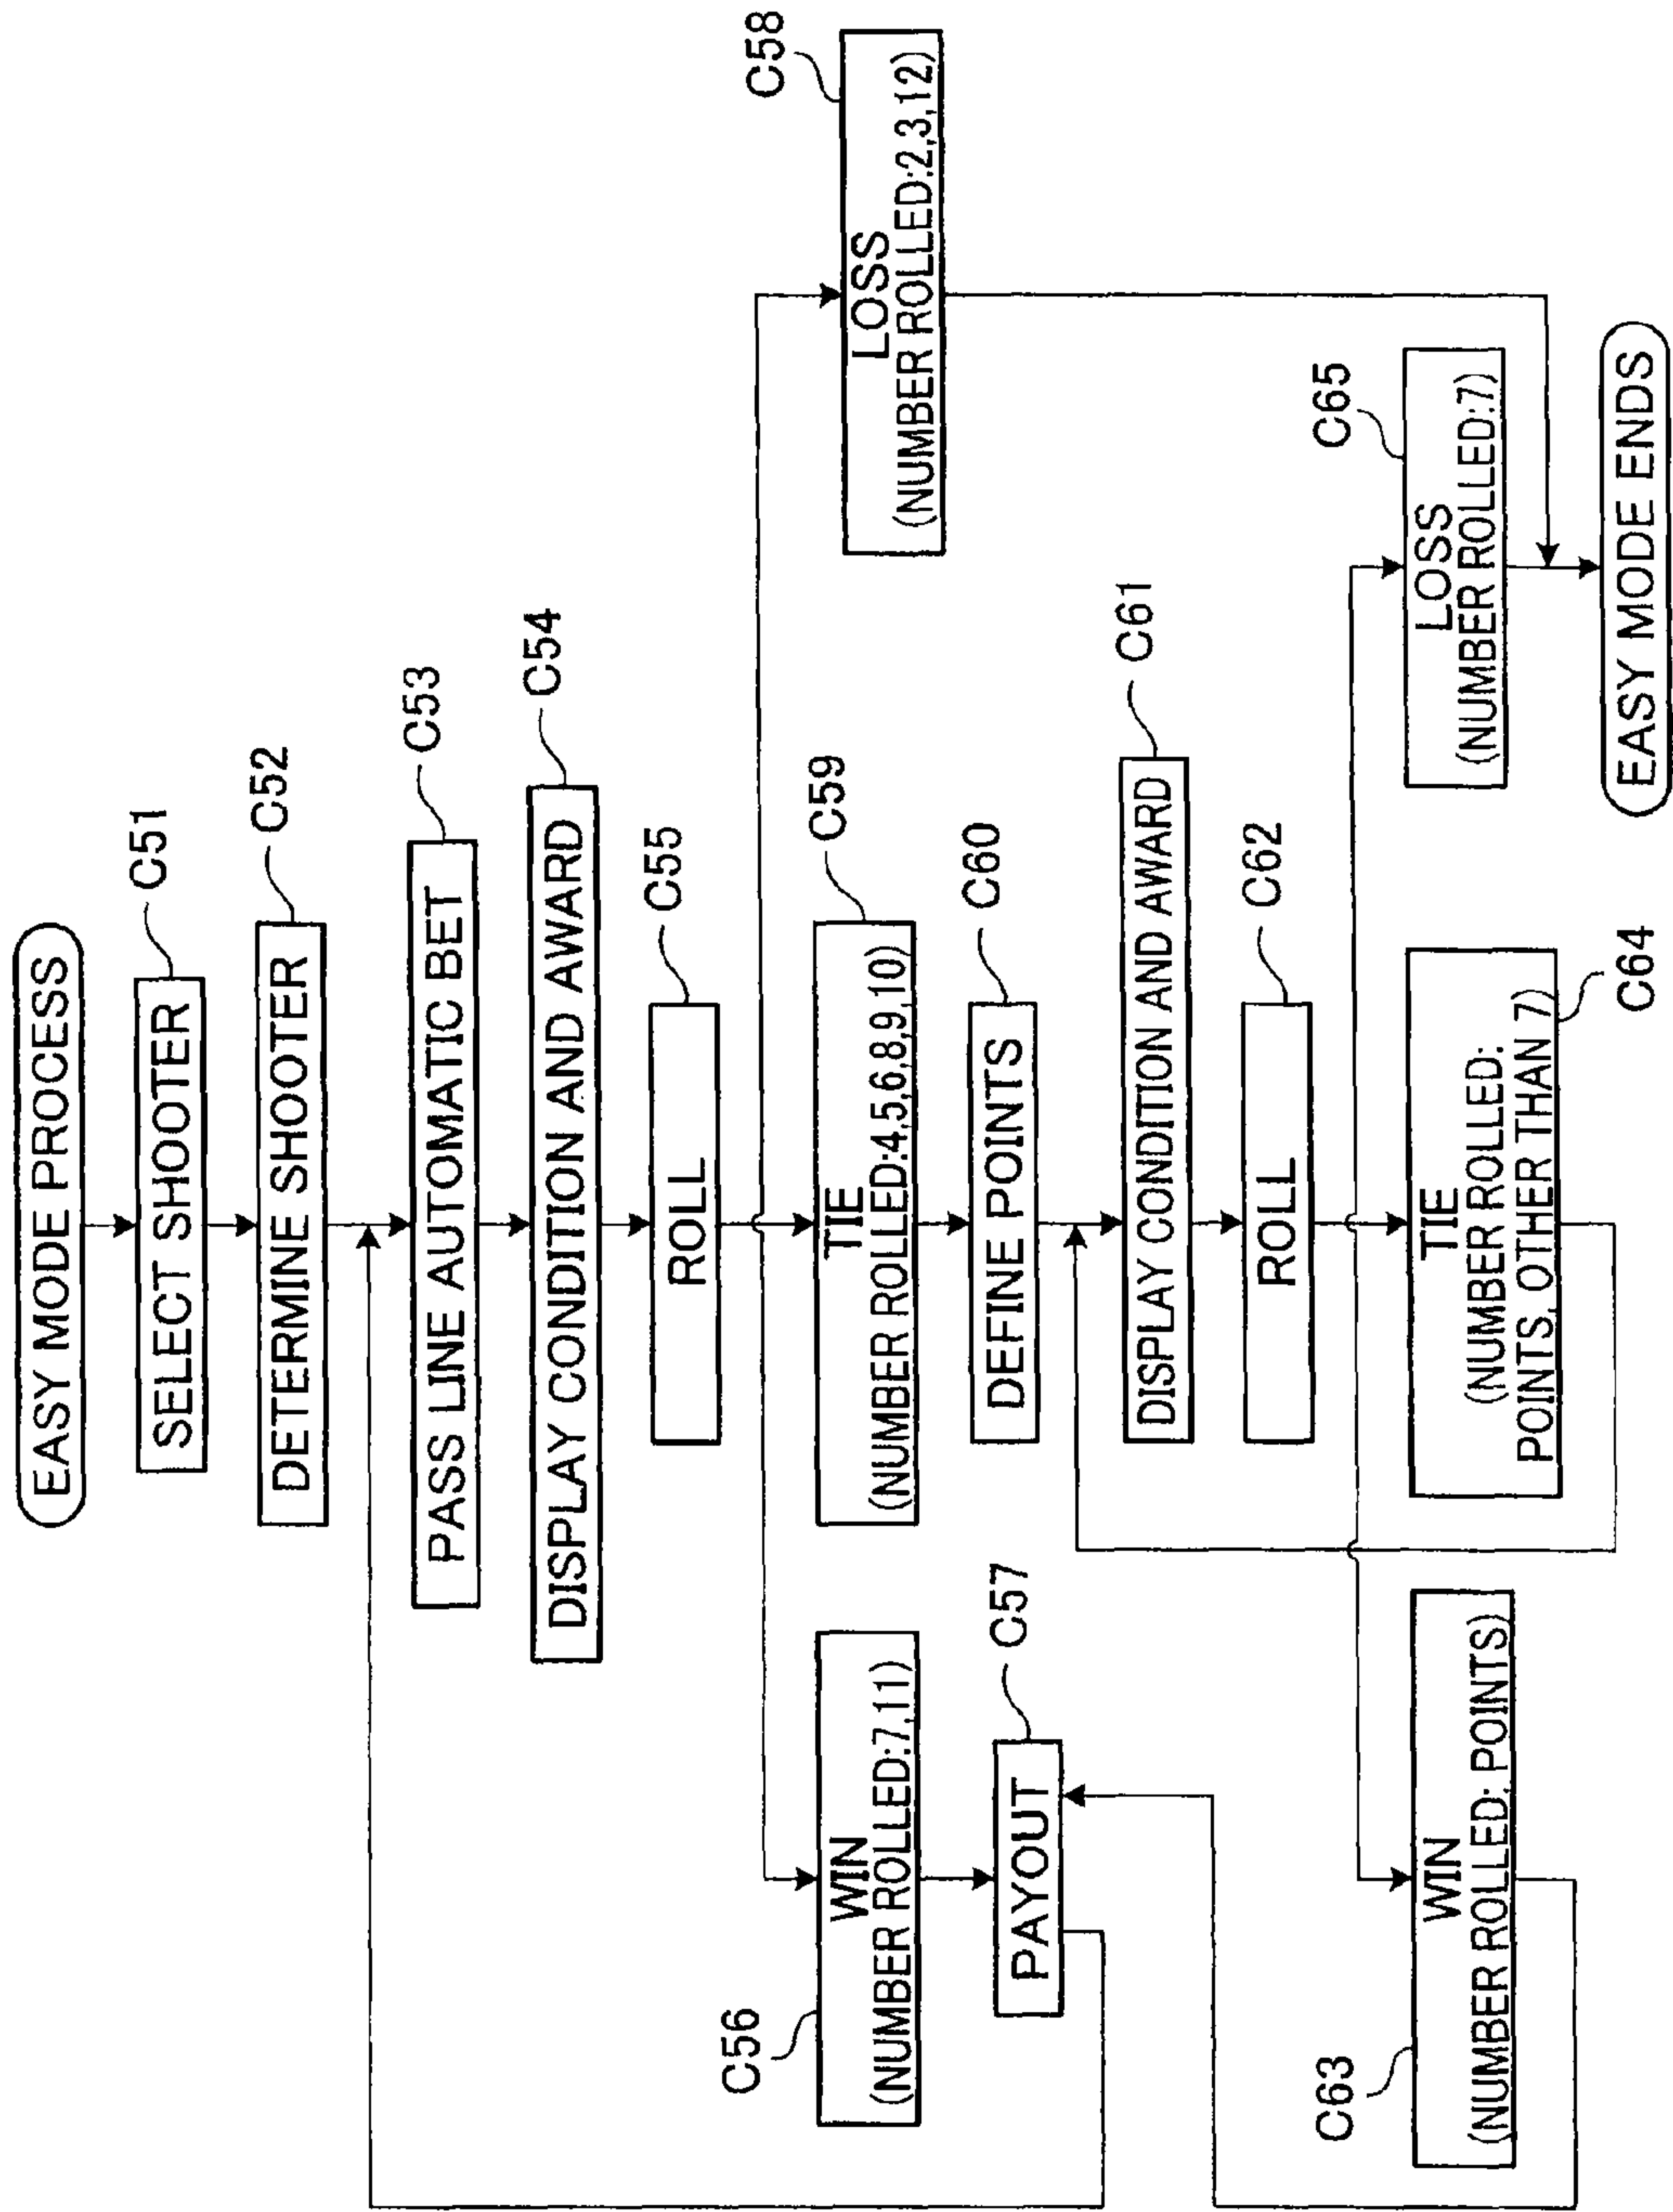 EASY MODE PROCESS
SELECT SHOOTER
C51
DETERMINE SHOOTER
C52
PASS LINE AUTOMATIC BET
C53
DISPLAY CONDITION AND AWARD
C54
ROLL
C55
C56
WIN
(NUMBER ROLLED:7,11)
TIE
(NUMBER ROLLED:4,5,6,8,9,10)
C59
LOSS
(NUMBER ROLLED:2,3,12)
C58
PAYOUT
C57
DEFINE POINTS
C60
DISPLAY CONDITION AND AWARD
C61
ROLL
C62
C63
WIN
(NUMBER ROLLED: POINTS)
TIE
(NUMBER ROLLED:
POINTS, OTHER THAN 7)
C64
LOSS
(NUMBER ROLLED:7)
C65
EASY MODE ENDS